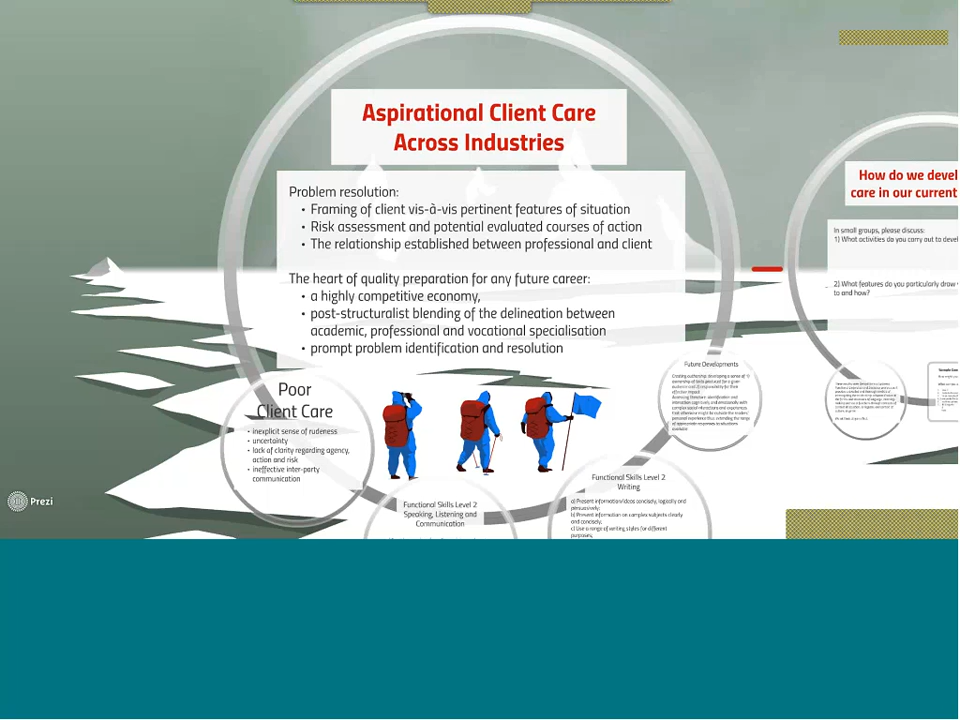 Aspirational Client Care
Across Industries
Problem resolution:
• Framing of client vis-à-vis pertinent features of situation
• Risk assessment and potential evaluated courses of action
• The relationship established between professional and client
The heart of quality preparation for any future career:
• a highly competitive economy,
• post-structuralist blending of the delineation between
academic, professional and vocational specialisation
• prompt problem identification and resolution
Poor
Client Care
• inexplicit sense of rudeness
• uncertainty
• lack of clarity regarding agency,
action and risk
• ineffective inter-party
communication
Functional Skills Level 2
Speaking, Listening and
Communication
Functional Skills Level 2
Writing
a) Present information/ideas concisely, logically and
persuasively;
b) Present information on complex subjects clearly
and concisely;
c) Use a range of writing styles for different
purposes,
Future Developments
How do we devel
care in our current
In small groups, please discuss:
1) What activities do you carry out to devel
2) What features do you particularly draw
to and how?
Prezi